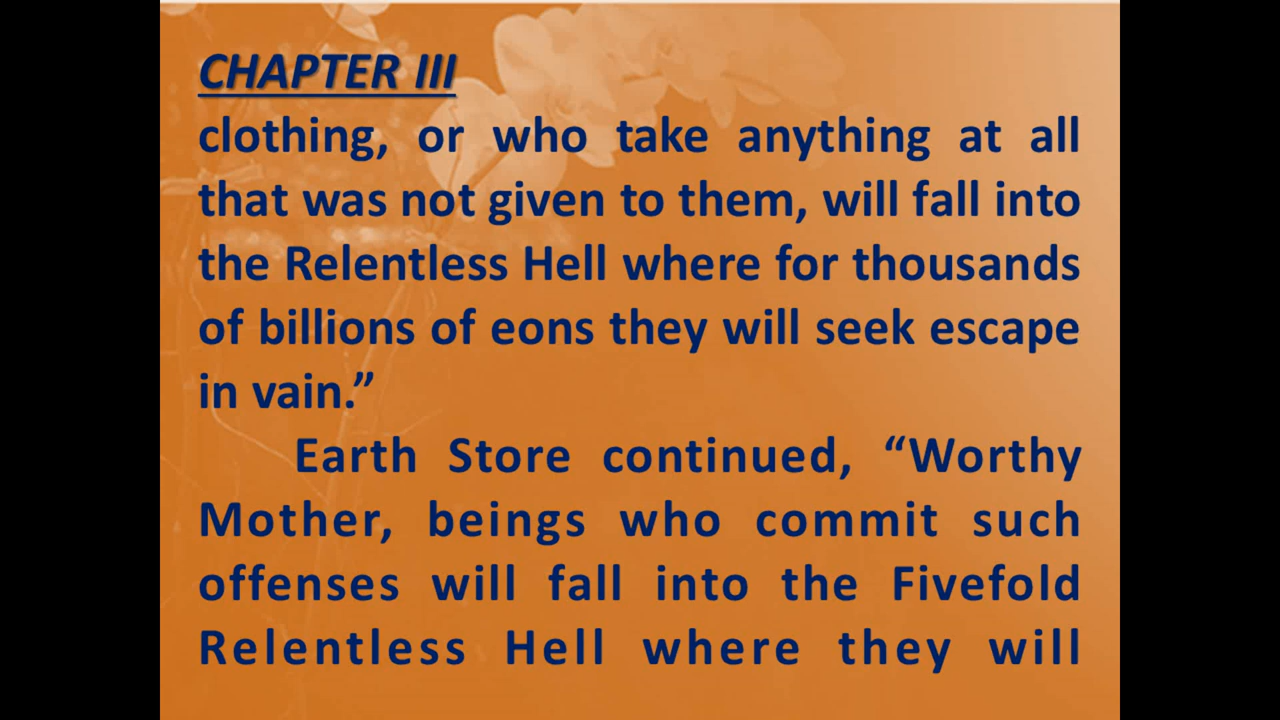 CHAPTER III
clothing, or who take anything at all
that was not given to them, will fall into
the Relentless Hell where for thousands
of billions of eons they will seek escape
in vain.”
Earth Store continued, “Worthy
Mother, beings who commit such
offenses will fall into the Fivefold
Relentless Hell where they will